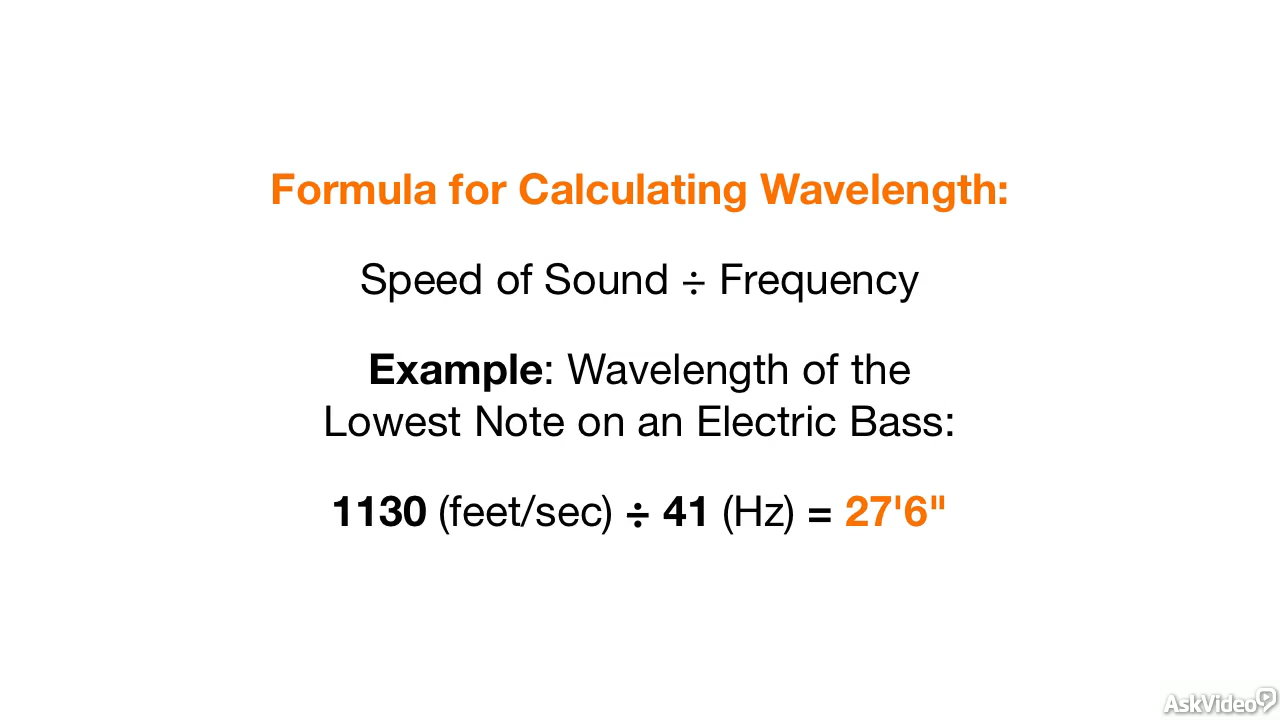 Formula for Calculating Wavelength:
Speed of Sound ÷ Frequency
Example: Wavelength of the
Lowest Note on an Electric Bass:
1130 (feet/sec) ÷ 41 (Hz) = 27'6"
AskVideo